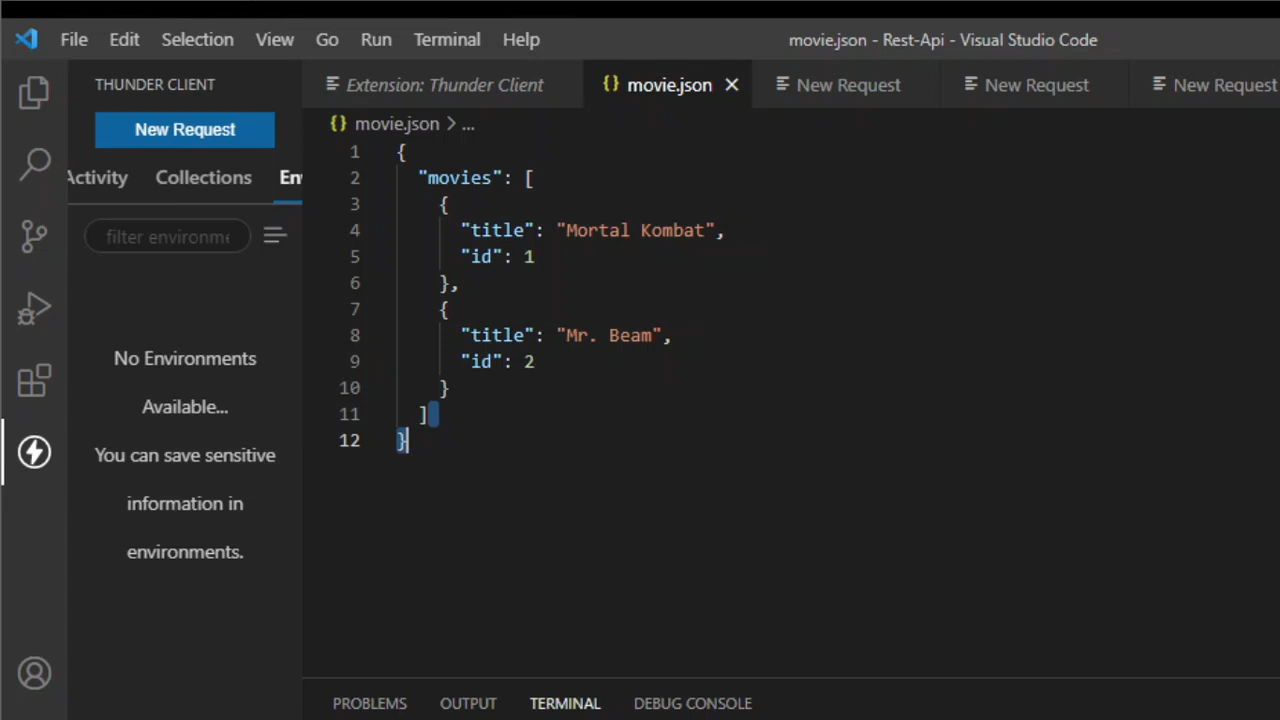 File Edit Selection View Go Run Terminal Help movie.json - Rest-Api - Visual Studio Code
THUNDER CLIENT
New Request
Activity Collections En
filter environme
No Environments
Available...
You can save sensitive
information in
environments.
Extension: Thunder Client {} movie.json New Request New Request New Request
{} movie.json > ...
1 {
2 "movies": [
3 {
4 "title": "Mortal Kombat",
5 "id": 1
6 },
7 {
8 "title": "Mr. Beam",
9 "id": 2
10 }
11 ]
12 }
PROBLEMS OUTPUT TERMINAL DEBUG CONSOLE